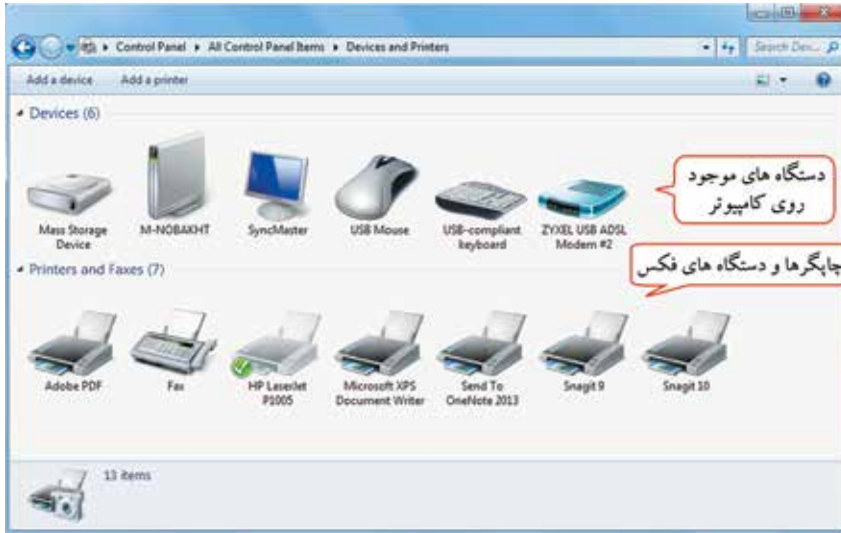 Control Panel ▸ All Control Panel Items ▸ Devices and Printers
Search Dev...
Add a device Add a printer
Devices (6)
Mass Storage
Device
M-NOBAKHT
SyncMaster
USB Mouse
USB-compliant
keyboard
ZYXEL USB ADSL
Modem #2
دستگاه های موجود
روی کامپیوتر
Printers and Faxes (7)
چاپگرها و دستگاه های فکس
Adobe PDF
Fax
HP LaserJet
P1005
Microsoft XPS
Document Writer
Send To
OneNote 2013
Snagit 9
Snagit 10
13 items